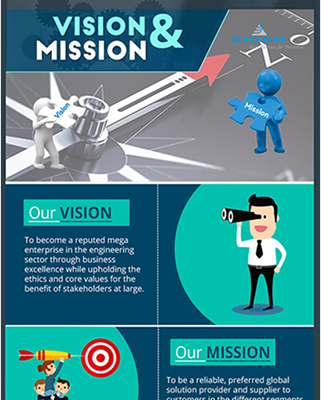 VISION
& MISSION
Vision
Mission
Our VISION
To become a reputed mega
enterprise in the engineering
sector through business
excellence while upholding the
ethics and core values for the
benefit of stakeholders at large.
Our MISSION
To be a reliable, preferred global
solution provider and supplier to
customers in the different segments